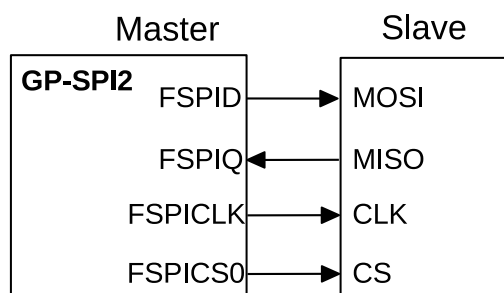 Master Slave
GP-SPI2
FSPID MOSI
FSPIQ MISO
FSPICLK CLK
FSPICS0 CS